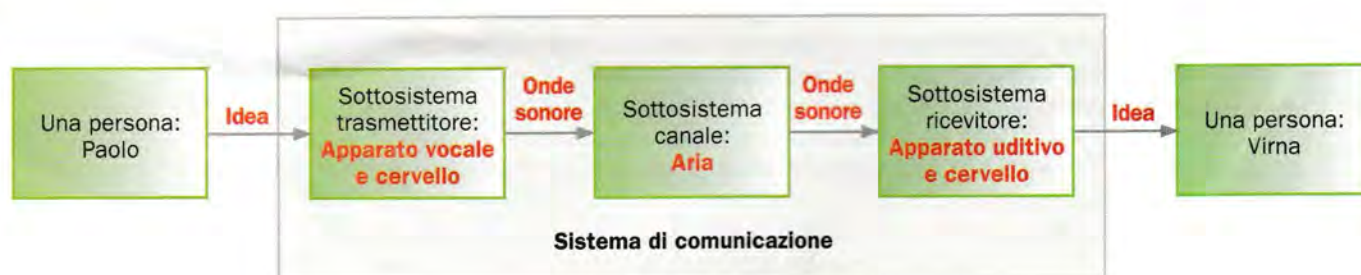 Una persona:
Paolo
Idea
Sottosistema
trasmettitore:
Apparato vocale
e cervello
Onde
sonore
Sottosistema
canale:
Aria
Onde
sonore
Sottosistema
ricevitore:
Apparato uditivo
e cervello
Idea
Una persona:
Virna
Sistema di comunicazione